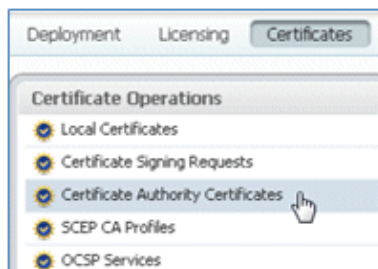 Deployment Licensing Certificates
Certificate Operations
Local Certificates
Certificate Signing Requests
Certificate Authority Certificates
SCEP CA Profiles
OCSP Services